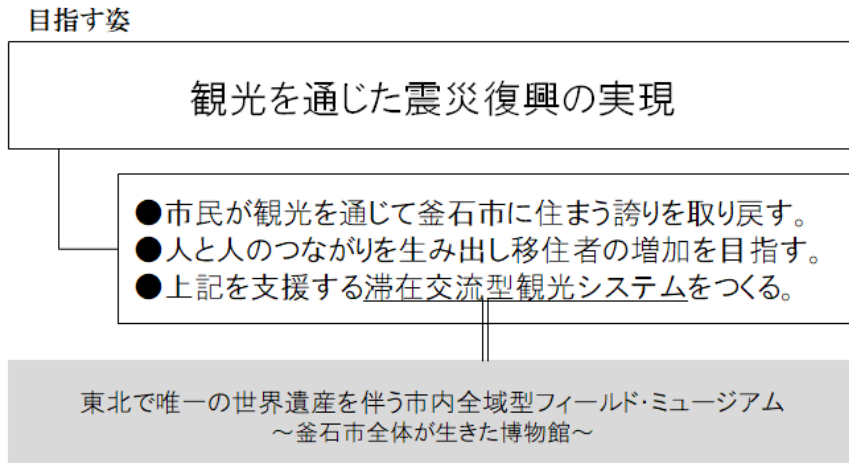 目指す姿
観光を通じた震災復興の実現
●市民が観光を通じて釜石市に住まう誇りを取り戻す。
●人と人のつながりを生み出し移住者の増加を目指す。
●上記を支援する滞在交流型観光システムをつくる。
東北で唯一の世界遺産を伴う市内全域型フィールド・ミュージアム
～釜石市全体が生きた博物館～